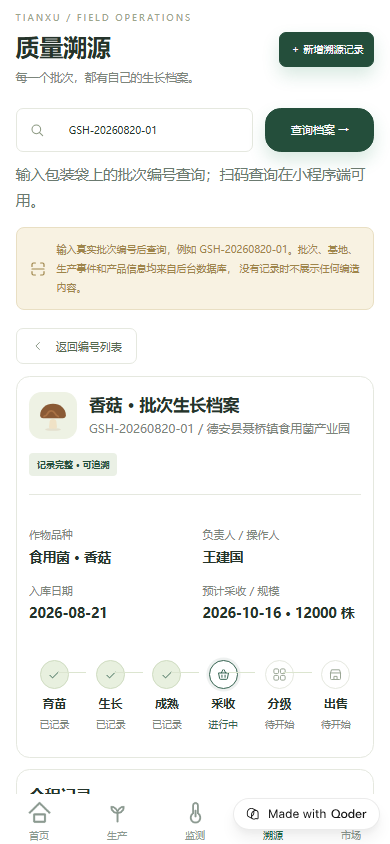 TIANXU / FIELD OPERATIONS
质量溯源
＋ 新增溯源记录
每一个批次，都有自己的生长档案。
GSH-20260820-01
查询档案 →
输入包装袋上的批次编号查询；扫码查询在小程序端可
用。
输入真实批次编号后查询，例如 GSH-20260820-01。批次、基地、
生产事件和产品信息均来自后台数据库，没有记录时不展示任何编造
内容。
返回编号列表
香菇 • 批次生长档案
GSH-20260820-01 / 德安县聂桥镇食用菌产业园
记录完整 • 可追溯
作物品种
负责人 / 操作人
食用菌 • 香菇
王建国
入库日期
预计采收 / 规模
2026-08-21
2026-10-16 • 12000 株
育苗 生长 成熟 采收 分级 出售
已记录 已记录 已记录 进行中 待开始 待开始
Made with Qoder
首页 生产 监测 溯源 市场